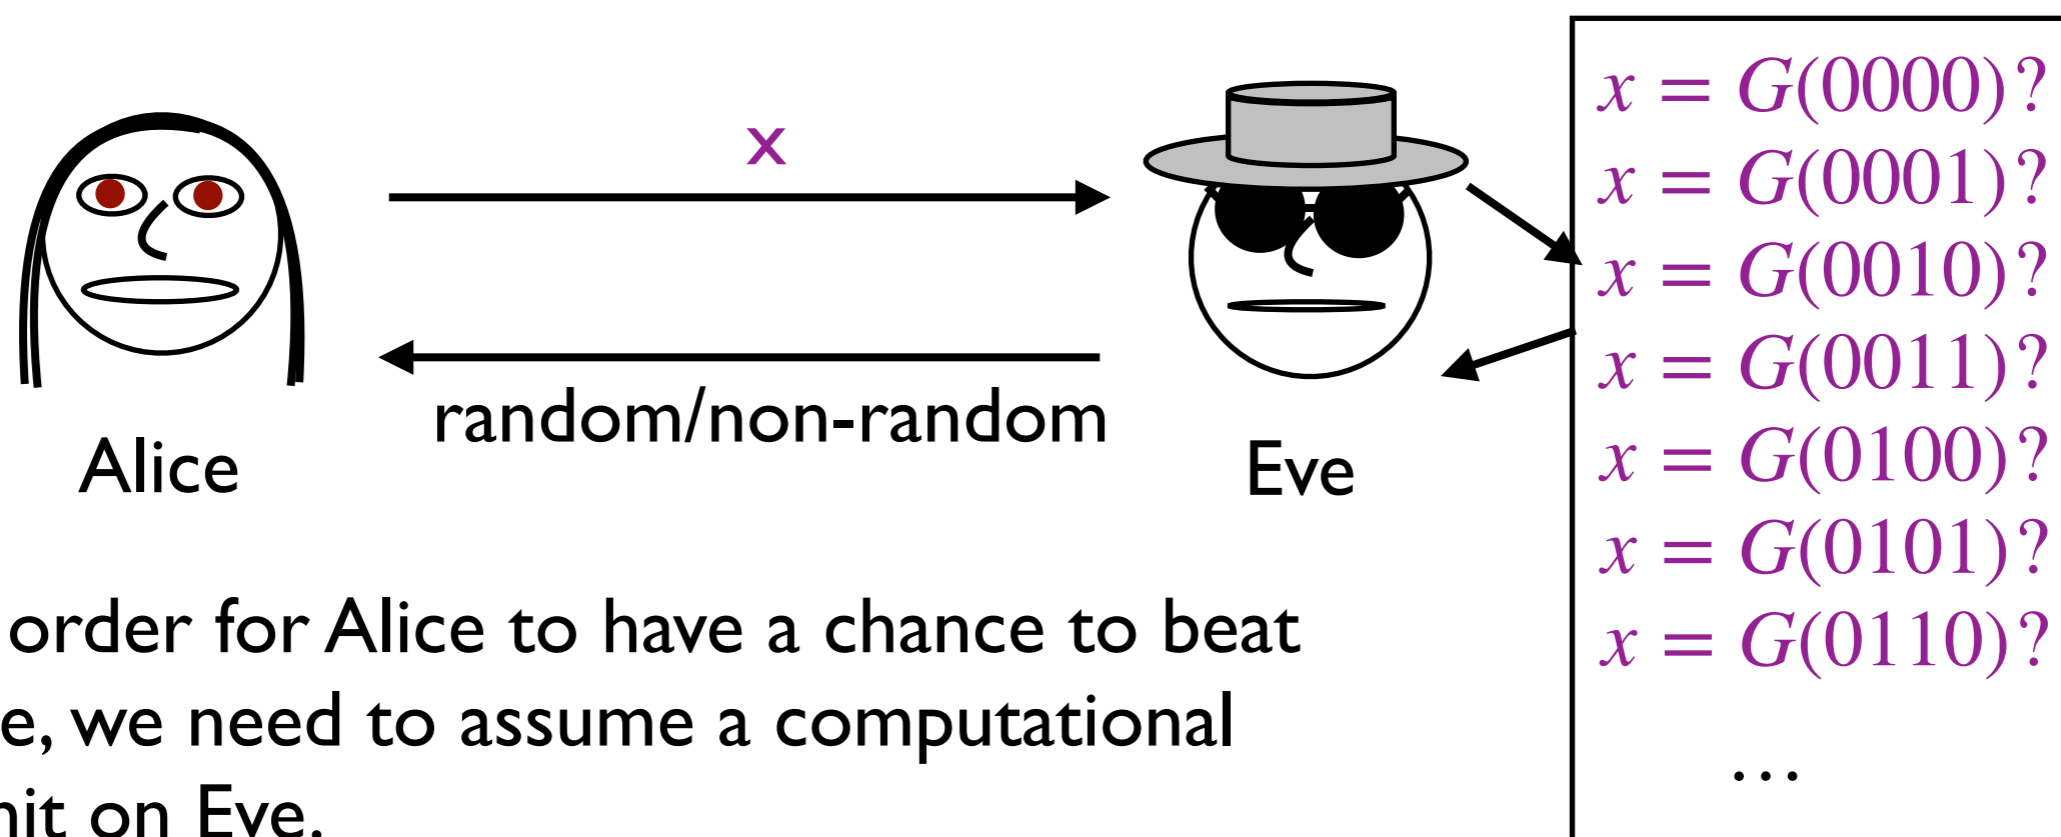 x
random/non-random
Alice
Eve
order for Alice to have a chance to beat
e, we need to assume a computational
it on Eve.
x = G(0000)?
x = G(0001)?
x = G(0010)?
x = G(0011)?
x = G(0100)?
x = G(0101)?
x = G(0110)?
…